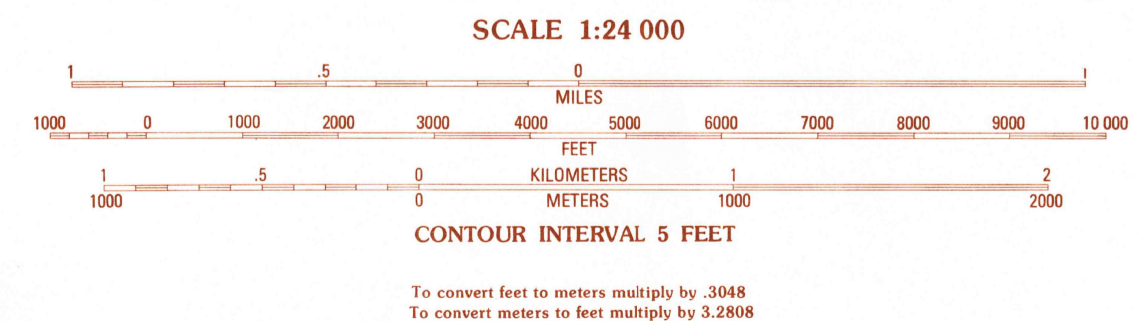 SCALE 1:24 000
1 .5 0 1
MILES
1000 0 1000 2000 3000 4000 5000 6000 7000 8000 9000 10 000
FEET
1 .5 0 KILOMETERS 1 2
1000 0 METERS 1000 2000
CONTOUR INTERVAL 5 FEET
To convert feet to meters multiply by .3048
To convert meters to feet multiply by 3.2808